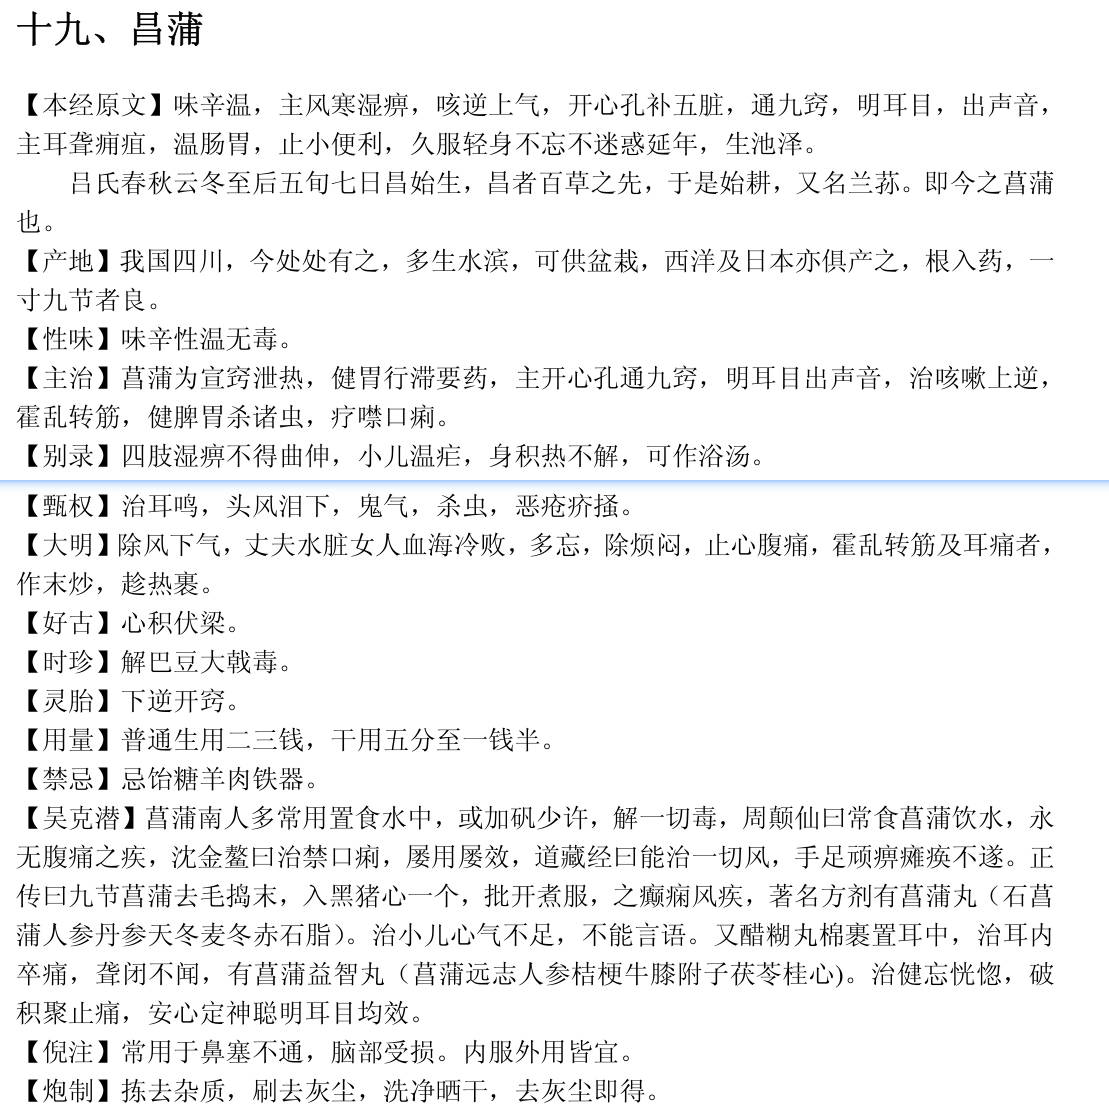 十九、昌蒲
【本经原文】味辛温，主风寒湿痹，咳逆上气，开心孔补五脏，通九窍，明耳目，出声音，
主耳聋痈疽，温肠胃，止小便利，久服轻身不忘不迷惑延年，生池泽。
吕氏春秋云冬至后五旬七日昌始生，昌者百草之先，于是始耕，又名兰荪。即今之菖蒲
也。
【产地】我国四川，今处处有之，多生水滨，可供盆栽，西洋及日本亦俱产之，根入药，一
寸九节者良。
【性味】味辛性温无毒。
【主治】菖蒲为宣窍泄热，健胃行滞要药，主开心孔通九窍，明耳目出声音，治咳嗽上逆，
霍乱转筋，健脾胃杀诸虫，疗噤口痢。
【别录】四肢湿痹不得曲伸，小儿温疟，身积热不解，可作浴汤。
【甄权】治耳鸣，头风泪下，鬼气，杀虫，恶疮疥搔。
【大明】除风下气，丈夫水脏女人血海冷败，多忘，除烦闷，止心腹痛，霍乱转筋及耳痛者，
作末炒，趁热裹。
【好古】心积伏梁。
【时珍】解巴豆大戟毒。
【灵胎】下逆开窍。
【用量】普通生用二三钱，干用五分至一钱半。
【禁忌】忌饴糖羊肉铁器。
【吴克潜】菖蒲南人多常用置食水中，或加矾少许，解一切毒，周颠仙曰常食菖蒲饮水，永
无腹痛之疾，沈金鳌曰治禁口痢，屡用屡效，道藏经曰能治一切风，手足顽痹瘫痪不遂。正
传曰九节菖蒲去毛捣末，入黑猪心一个，批开煮服，之癫痫风疾，著名方剂有菖蒲丸（石菖
蒲人参丹参天冬麦冬赤石脂）。治小儿心气不足，不能言语。又醋糊丸棉裹置耳中，治耳内
卒痛，聋闭不闻，有菖蒲益智丸（菖蒲远志人参桔梗牛膝附子茯苓桂心)。治健忘恍惚，破
积聚止痛，安心定神聪明耳目均效。
【倪注】常用于鼻塞不通，脑部受损。内服外用皆宜。
【炮制】拣去杂质，刷去灰尘，洗净晒干，去灰尘即得。